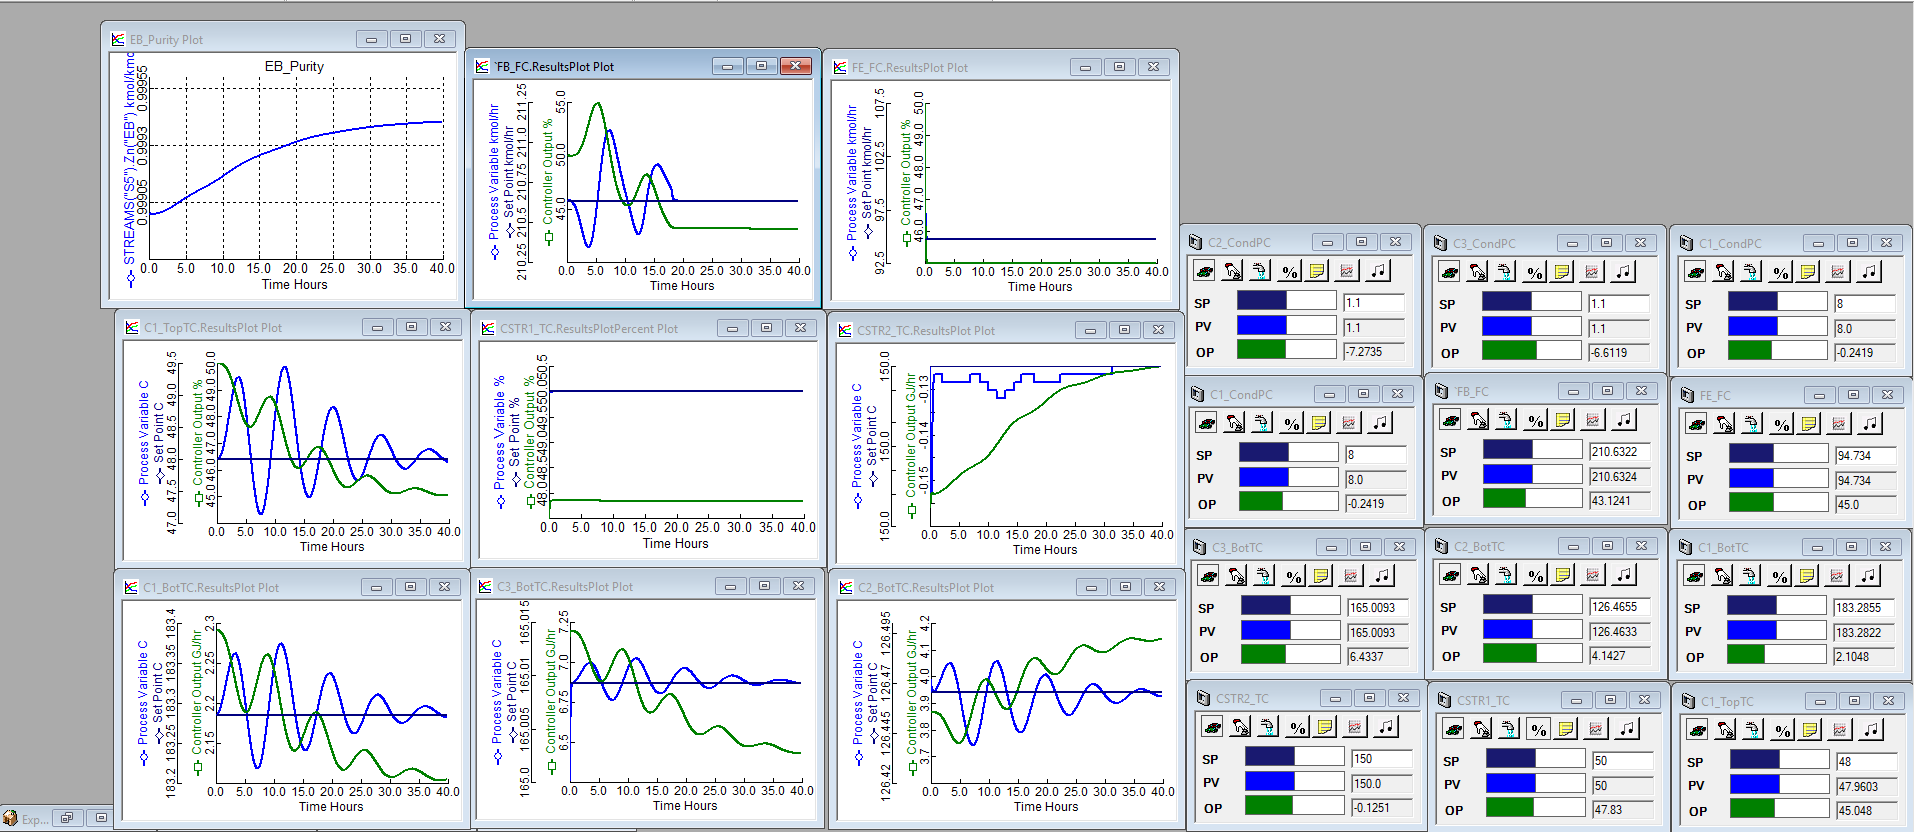 EB_Purity Plot
EB_Purity
STREAMS("S5").Zn("EB") kmol/kmo
0.99905 0.9993 0.99955
0.0 5.0 10.0 15.0 20.0 25.0 30.0 35.0 40.0
Time Hours
`FB_FC.ResultsPlot Plot
Process Variable kmol/hr
Set Point kmol/hr
210.25 210.5 210.75 211.0 211.25
Controller Output %
45.0 50.0 55.0
0.0 5.0 10.0 15.0 20.0 25.0 30.0 35.0 40.0
Time Hours
FE_FC.ResultsPlot Plot
Process Variable kmol/hr
Set Point kmol/hr
92.5 97.5 102.5 107.5
Controller Output %
46.0 47.0 48.0 49.0 50.0
0.0 5.0 10.0 15.0 20.0 25.0 30.0 35.0 40.0
Time Hours
C1_TopTC.ResultsPlot Plot
Process Variable C
Set Point C
47.0 47.5 48.0 48.5 49.0 49.5
Controller Output %
45.0 46.0 47.0 48.0 49.0 50.0
0.0 5.0 10.0 15.0 20.0 25.0 30.0 35.0 40.0
Time Hours
CSTR1_TC.ResultsPlotPercent Plot
Process Variable %
Set Point %
Controller Output %
0.0 5.0 10.0 15.0 20.0 25.0 30.0 35.0 40.0
Time Hours
CSTR2_TC.ResultsPlot Plot
Process Variable C
Set Point C
150.0 150.0 150.0
Controller Output GJ/hr
-0.15 -0.14 -0.13
0.0 5.0 10.0 15.0 20.0 25.0 30.0 35.0 40.0
Time Hours
C1_BotTC.ResultsPlot Plot
Process Variable C
Set Point C
183.2 183.25 183.3 183.35 183.4
Controller Output GJ/hr
2.15 2.2 2.25 2.3
0.0 5.0 10.0 15.0 20.0 25.0 30.0 35.0 40.0
Time Hours
C3_BotTC.ResultsPlot Plot
Process Variable C
Set Point C
165.0 165.005 165.01 165.015
Controller Output GJ/hr
6.5 6.75 7.0 7.25
0.0 5.0 10.0 15.0 20.0 25.0 30.0 35.0 40.0
Time Hours
C2_BotTC.ResultsPlot Plot
Process Variable C
Set Point C
126.42 126.445 126.47 126.495
Controller Output GJ/hr
3.7 3.8 3.9 4.0 4.1 4.2
0.0 5.0 10.0 15.0 20.0 25.0 30.0 35.0 40.0
Time Hours
C2_CondPC
%
SP 1.1
PV 1.1
OP -7.2735
C3_CondPC
%
SP 1.1
PV 1.1
OP -6.6119
C1_CondPC
%
SP 8
PV 8.0
OP -0.2419
C1_CondPC
%
SP 8
PV 8.0
OP -0.2419
`FB_FC
%
SP 210.6322
PV 210.6324
OP 43.1241
FE_FC
%
SP 94.734
PV 94.734
OP 45.0
C3_BotTC
%
SP 165.0093
PV 165.0093
OP 6.4337
C2_BotTC
%
SP 126.4655
PV 126.4633
OP 4.1427
C1_BotTC
%
SP 183.2855
PV 183.2822
OP 2.1048
CSTR2_TC
%
SP 150
PV 150.0
OP -0.1251
CSTR1_TC
%
SP 50
PV 50
OP 47.83
C1_TopTC
%
SP 48
PV 47.9603
OP 45.048
Exp...